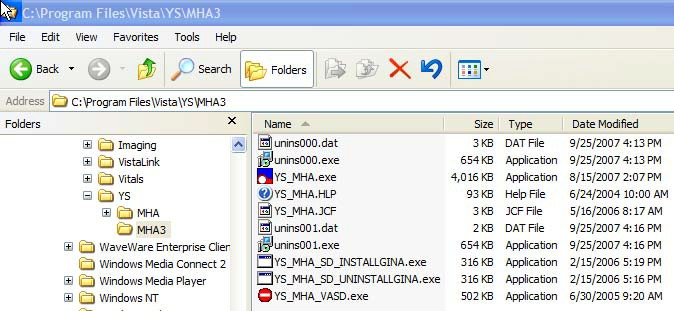 C:\Program Files\Vista\YS\MHA3
File Edit View Favorites Tools Help
Back Search Folders
Address C:\Program Files\Vista\YS\MHA3
Folders
Imaging
VistaLink
Vitals
YS
MHA
MHA3
WaveWare Enterprise Clien
Windows Media Connect 2
Windows Media Player
Windows NT
Name Size Type Date Modified
unins000.dat 3 KB DAT File 9/25/2007 4:13 PM
unins000.exe 654 KB Application 9/25/2007 4:13 PM
YS_MHA.exe 4,016 KB Application 8/15/2007 2:07 PM
YS_MHA.HLP 93 KB Help File 6/24/2004 10:00 AM
YS_MHA.JCF 3 KB JCF File 5/16/2006 8:17 AM
unins001.dat 2 KB DAT File 9/25/2007 4:16 PM
unins001.exe 654 KB Application 9/25/2007 4:16 PM
YS_MHA_SD_INSTALLGINA.exe 316 KB Application 2/15/2006 5:19 PM
YS_MHA_SD_UNINSTALLGINA.exe 316 KB Application 2/15/2006 5:16 PM
YS_MHA_VASD.exe 502 KB Application 6/30/2005 9:20 AM